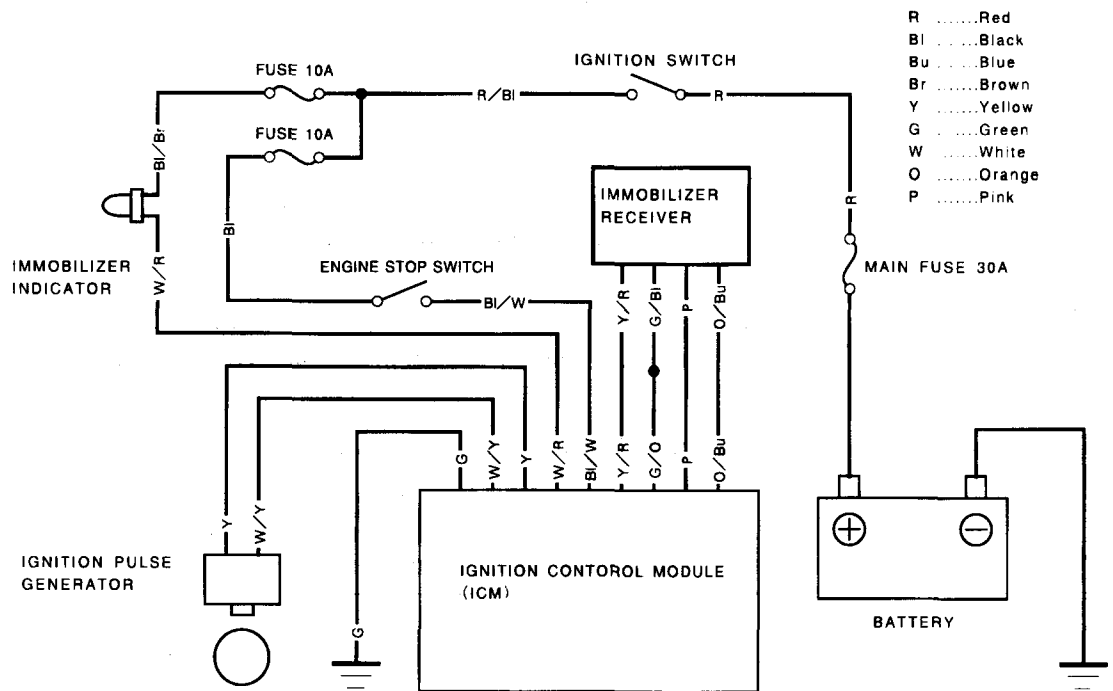 R .......Red
Bl ......Black
Bu ......Blue
Br .......Brown
Y .......Yellow
G .......Green
W .......White
O .......Orange
P .......Pink
FUSE 10A
IGNITION SWITCH
R/Bl
R
FUSE 10A
Bl/Br
IMMOBILIZER
RECEIVER
R
Bl
IMMOBILIZER
INDICATOR
W/R
ENGINE STOP SWITCH
Bl/W
MAIN FUSE 30A
Y/R
G/Bl
P
O/Bu
G
W/Y
Y
W/R
Bl/W
Y/R
G/O
P
O/Bu
Y
W/Y
IGNITION PULSE
GENERATOR
IGNITION CONTOROL MODULE
(ICM)
G
+
−
BATTERY